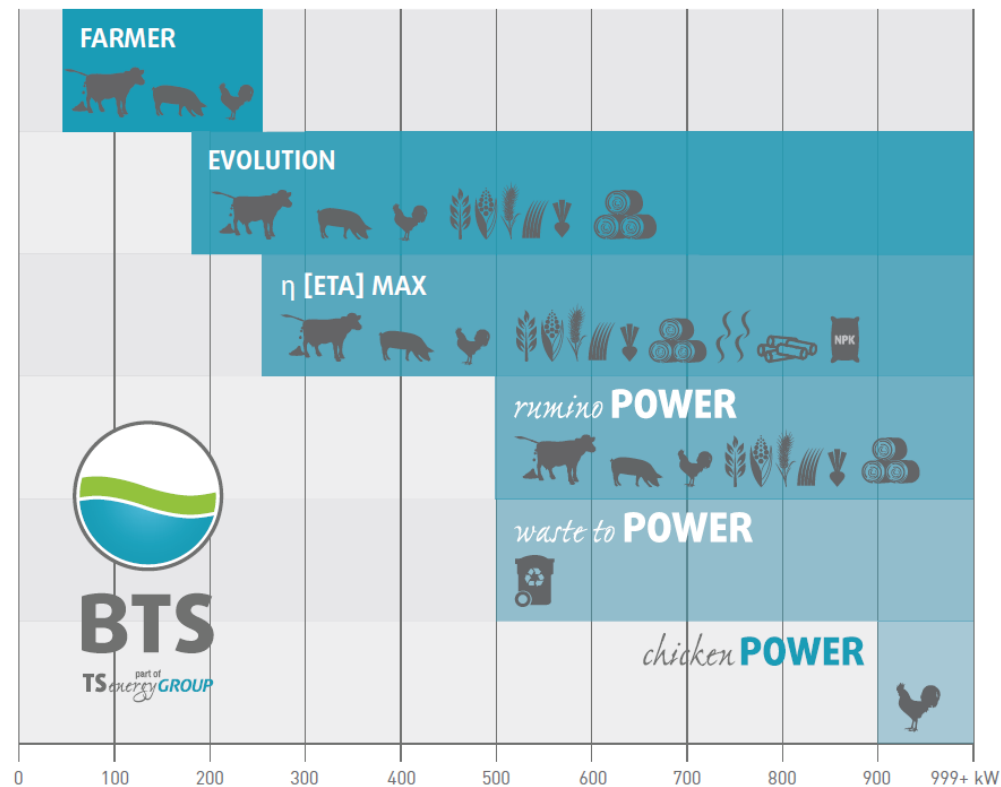 FARMER
EVOLUTION
η [ETA] MAX
NPK
rumino POWER
waste to POWER
BTS
part of
TS energy GROUP
chicken POWER
0 100 200 300 400 500 600 700 800 900 999+ kW